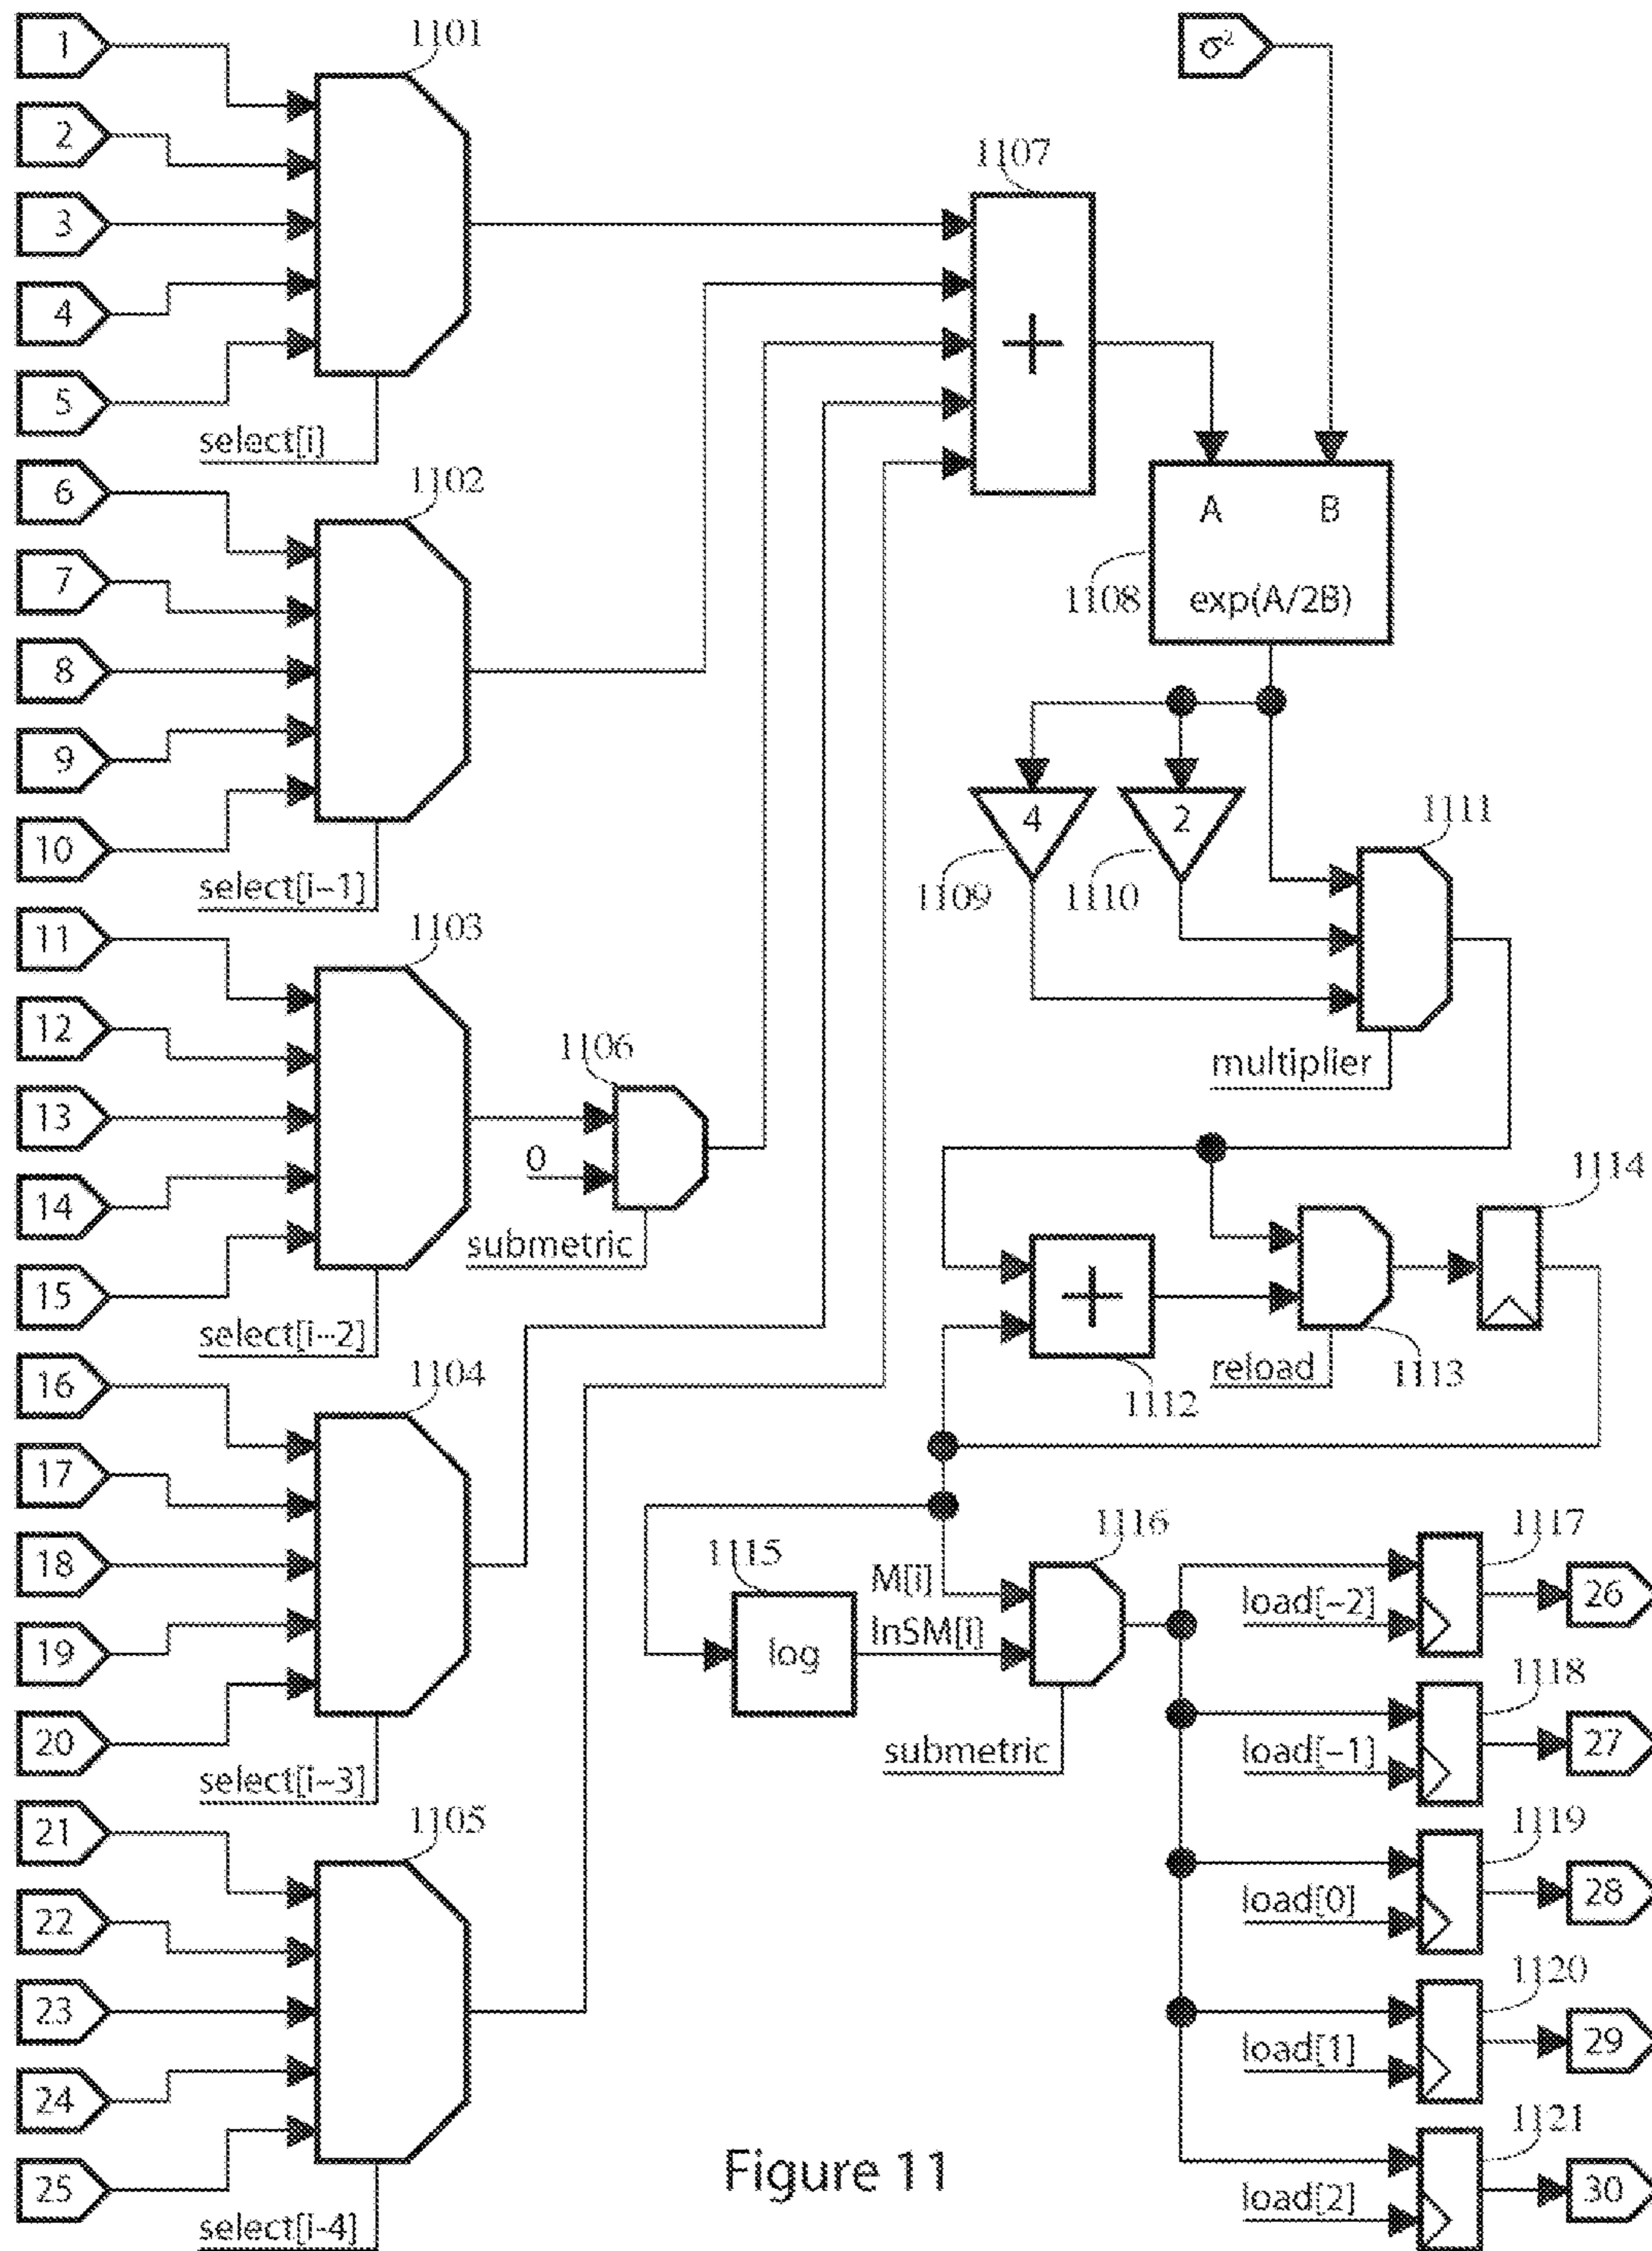 1
2
3
4
5
1101
select[i]
6
7
8
9
10
1102
select[i-1]
11
12
13
14
15
1103
select[i-2]
1106
0
submetric
16
17
18
19
20
1104
select[i-3]
21
22
23
24
25
1105
select[i-4]
σ²
1107
+
A B
exp(A/2B)
1108
4
2
1109
1110
1111
multiplier
+
1112
reload
1113
1114
1115
log
M[i]
lnSM[i]
1116
submetric
1117
load[-2]
26
1118
load[-1]
27
1119
load[0]
28
1120
load[1]
29
1121
load[2]
30
Figure 11